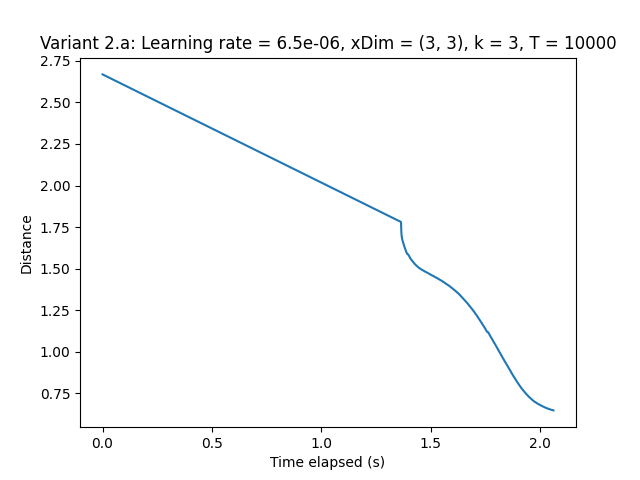 Variant 2.a: Learning rate = 6.5e-06, xDim = (3, 3), k = 3, T = 10000
2.75
2.50
2.25
2.00
1.75
1.50
1.25
1.00
0.75
Distance
0.0 0.5 1.0 1.5 2.0
Time elapsed (s)